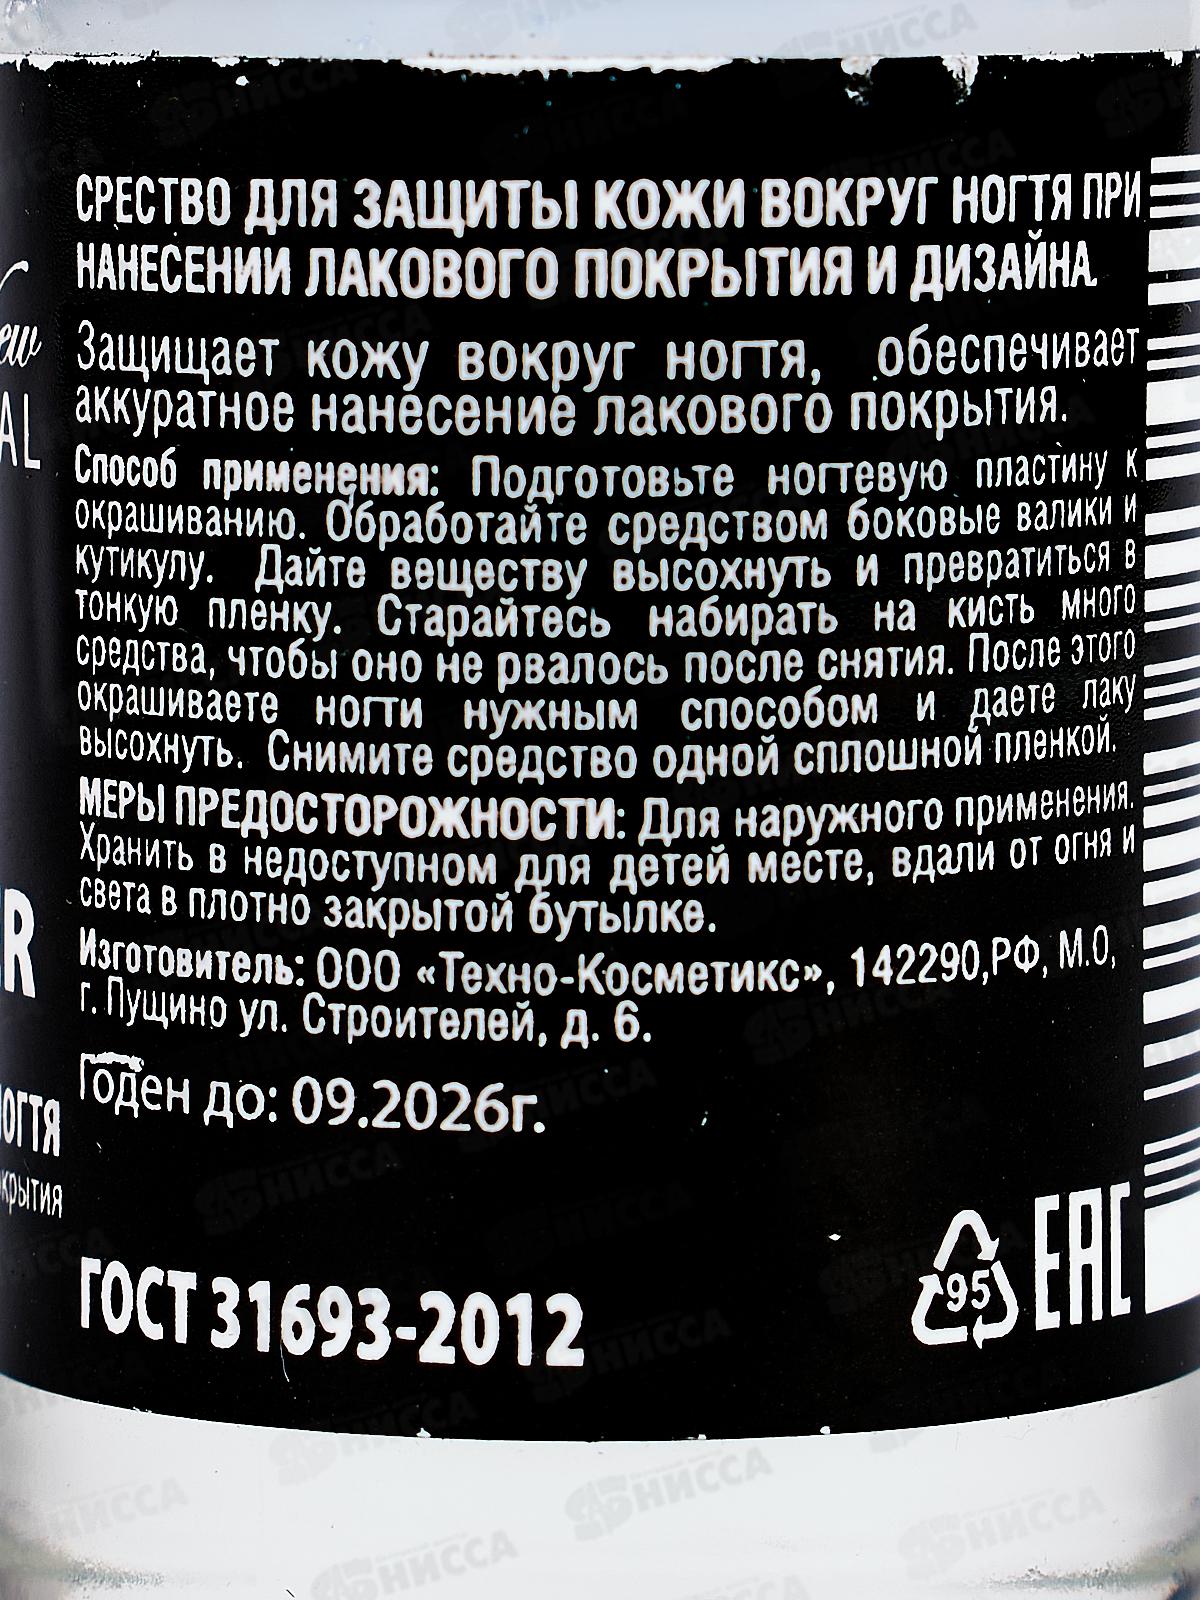 СРЕСТВО ДЛЯ ЗАЩИТЫ КОЖИ ВОКРУГ НОГТЯ ПРИ
НАНЕСЕНИИ ЛАКОВОГО ПОКРЫТИЯ И ДИЗАЙНА.
Защищает кожу вокруг ногтя, обеспечивает
аккуратное нанесение лакового покрытия.
Способ применения: Подготовьте ногтевую пластину к
окрашиванию. Обработайте средством боковые валики и
кутикулу. Дайте веществу высохнуть и превратиться в
тонкую пленку. Старайтесь набирать на кисть много
средства, чтобы оно не рвалось после снятия. После этого
окрашиваете ногти нужным способом и даете лаку
высохнуть. Снимите средство одной сплошной пленкой.
МЕРЫ ПРЕДОСТОРОЖНОСТИ: Для наружного применения.
Хранить в недоступном для детей месте, вдали от огня и
света в плотно закрытой бутылке.
Изготовитель: ООО «Техно-Косметикс», 142290,РФ, М.О,
г. Пущино ул. Строителей, д. 6.
Годен до: 09.2026г.
ГОСТ 31693-2012
95
EAC